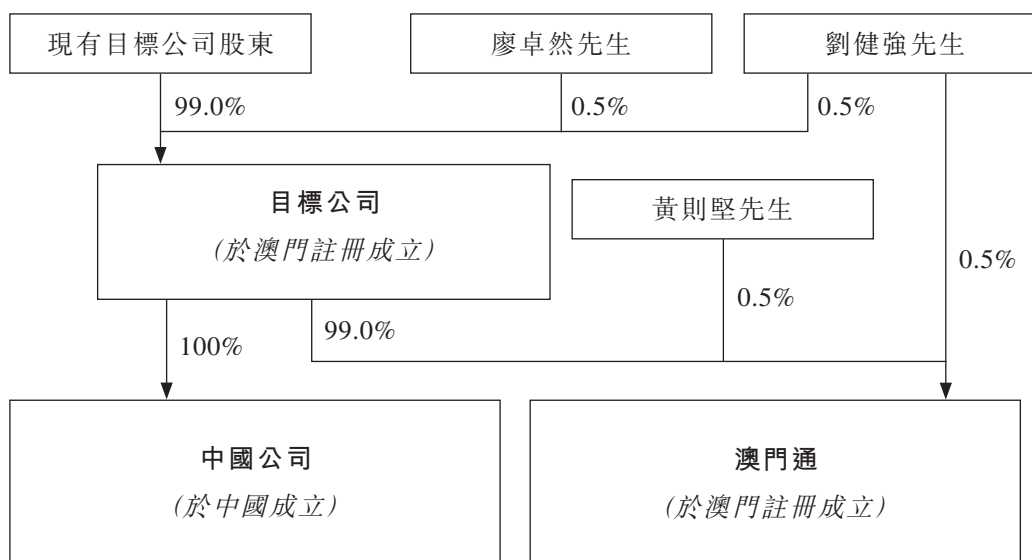 現有目標公司股東
廖卓然先生
劉健強先生
99.0%
0.5%
0.5%
目標公司
(於澳門註冊成立)
黃則堅先生
0.5%
0.5%
100%
99.0%
中國公司
(於中國成立)
澳門通
(於澳門註冊成立)